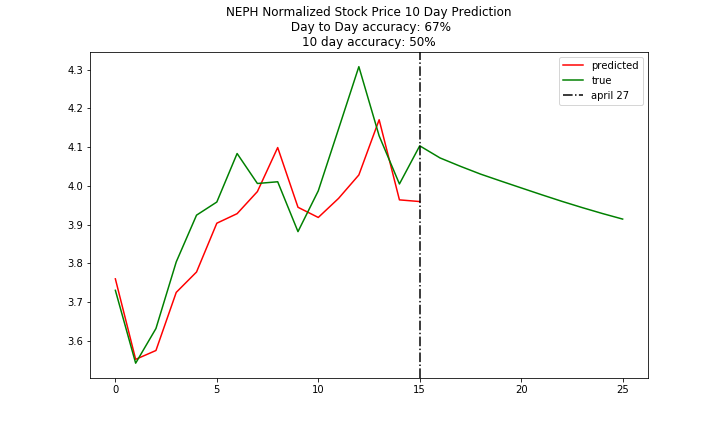 NEPH Normalized Stock Price 10 Day Prediction
Day to Day accuracy: 67%
10 day accuracy: 50%
predicted
true
april 27
4.3
4.2
4.1
4.0
3.9
3.8
3.7
3.6
0 5 10 15 20 25